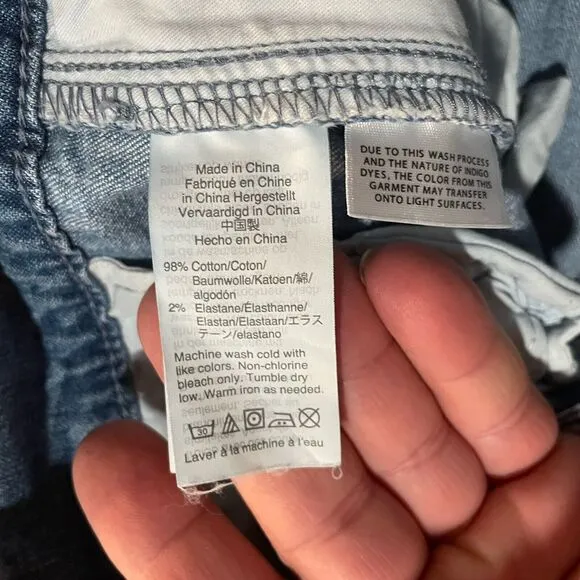 Made in China
Fabriqué en Chine
in China Hergestellt
Vervaardigd in China
中国製
Hecho en China
98% Cotton/Coton/
Baumwolle/Katoen/綿/
algodón
2% Elastane/Élasthanne/
Elastan/Elastaan/エラス
テーン/elastano
Machine wash cold with
like colors. Non-chlorine
bleach only. Tumble dry
low. Warm iron as needed.
30
Laver à la machine à l'eau
DUE TO THIS WASH PROCESS
AND THE NATURE OF INDIGO
DYES, THE COLOR FROM THIS
GARMENT MAY TRANSFER
ONTO LIGHT SURFACES.